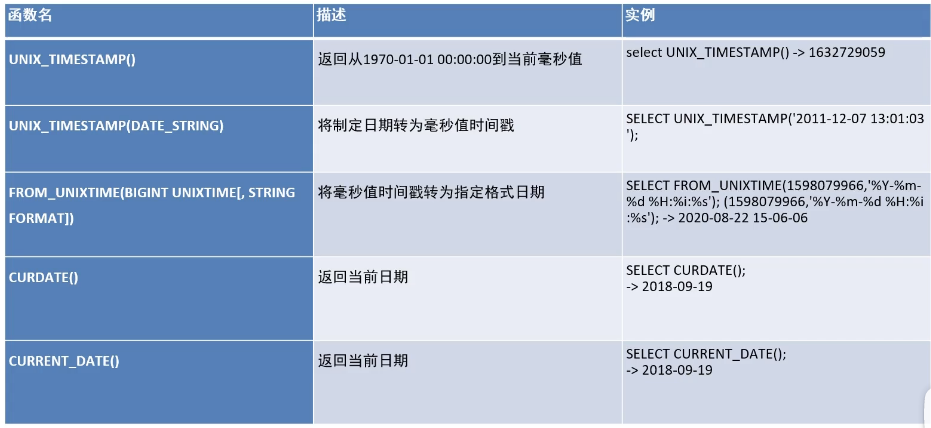 函数名 描述 实例
UNIX_TIMESTAMP() 返回从1970-01-01 00:00:00到当前毫秒值 select UNIX_TIMESTAMP() -> 1632729059
UNIX_TIMESTAMP(DATE_STRING) 将制定日期转为毫秒值时间戳 SELECT UNIX_TIMESTAMP('2011-12-07 13:01:03
');
FROM_UNIXTIME(BIGINT UNIXTIME[, STRING
FORMAT]) 将毫秒值时间戳转为指定格式日期 SELECT FROM_UNIXTIME(1598079966,'%Y-%m-
%d %H:%i:%s'); (1598079966,'%Y-%m-%d %H:%i
:%s'); -> 2020-08-22 15-06-06
CURDATE() 返回当前日期 SELECT CURDATE();
-> 2018-09-19
CURRENT_DATE() 返回当前日期 SELECT CURRENT_DATE();
-> 2018-09-19